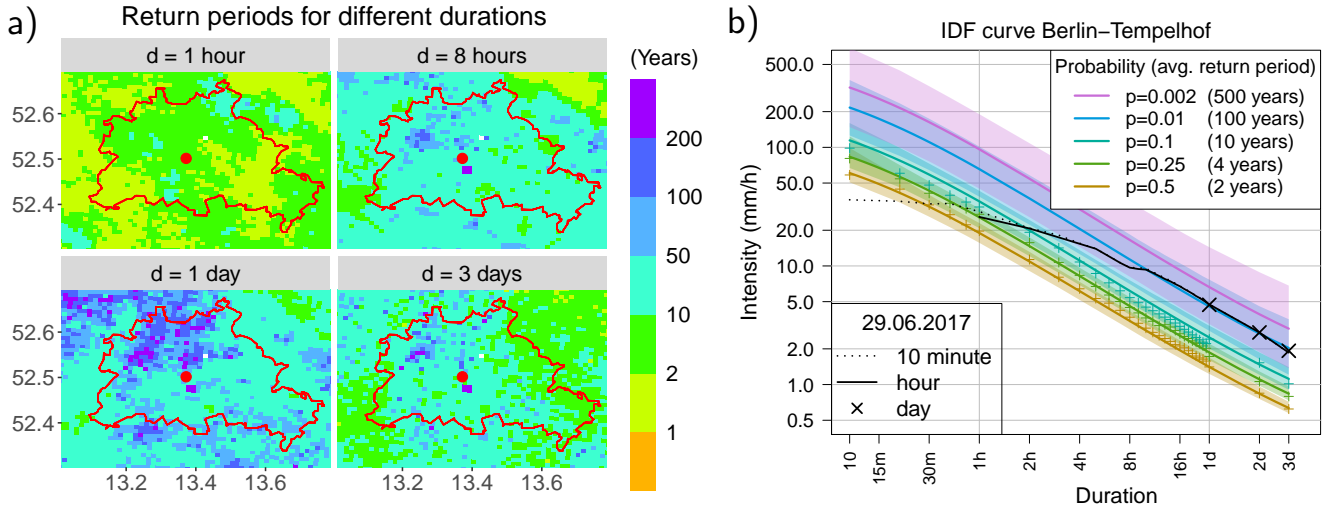 a)
Return periods for different durations
d = 1 hour
d = 8 hours
52.6
52.5
52.4
d = 1 day
d = 3 days
52.6
52.5
52.4
13.2 13.4 13.6 13.2 13.4 13.6
(Years)
200
100
50
10
2
1
b)
IDF curve Berlin−Tempelhof
Intensity (mm/h)
500.0
200.0
100.0
50.0
20.0
10.0
5.0
2.0
1.0
0.5
Probability (avg. return period)
p=0.002 (500 years)
p=0.01 (100 years)
p=0.1 (10 years)
p=0.25 (4 years)
p=0.5 (2 years)
29.06.2017
10 minute
hour
day
10 15m 30m 1h 2h 4h 8h 16h 1d 2d 3d
Duration